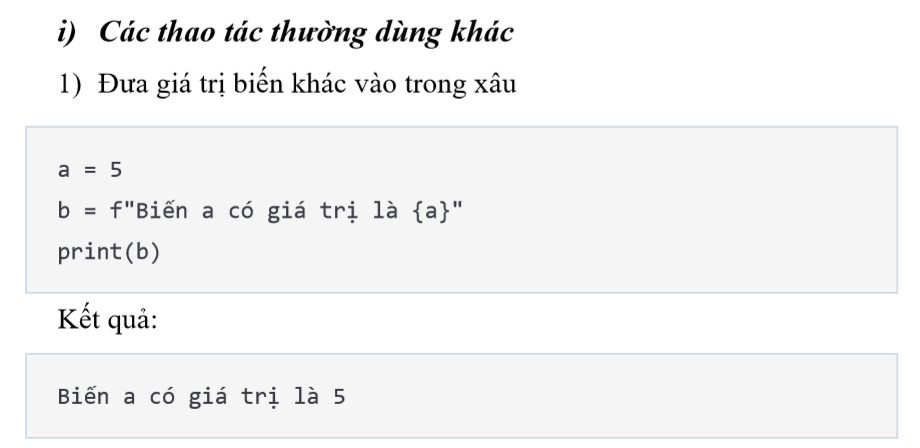 i) Các thao tác thường dùng khác
1) Đưa giá trị biến khác vào trong xâu
a = 5
b = f"Biến a có giá trị là {a}"
print(b)
Kết quả:
Biến a có giá trị là 5